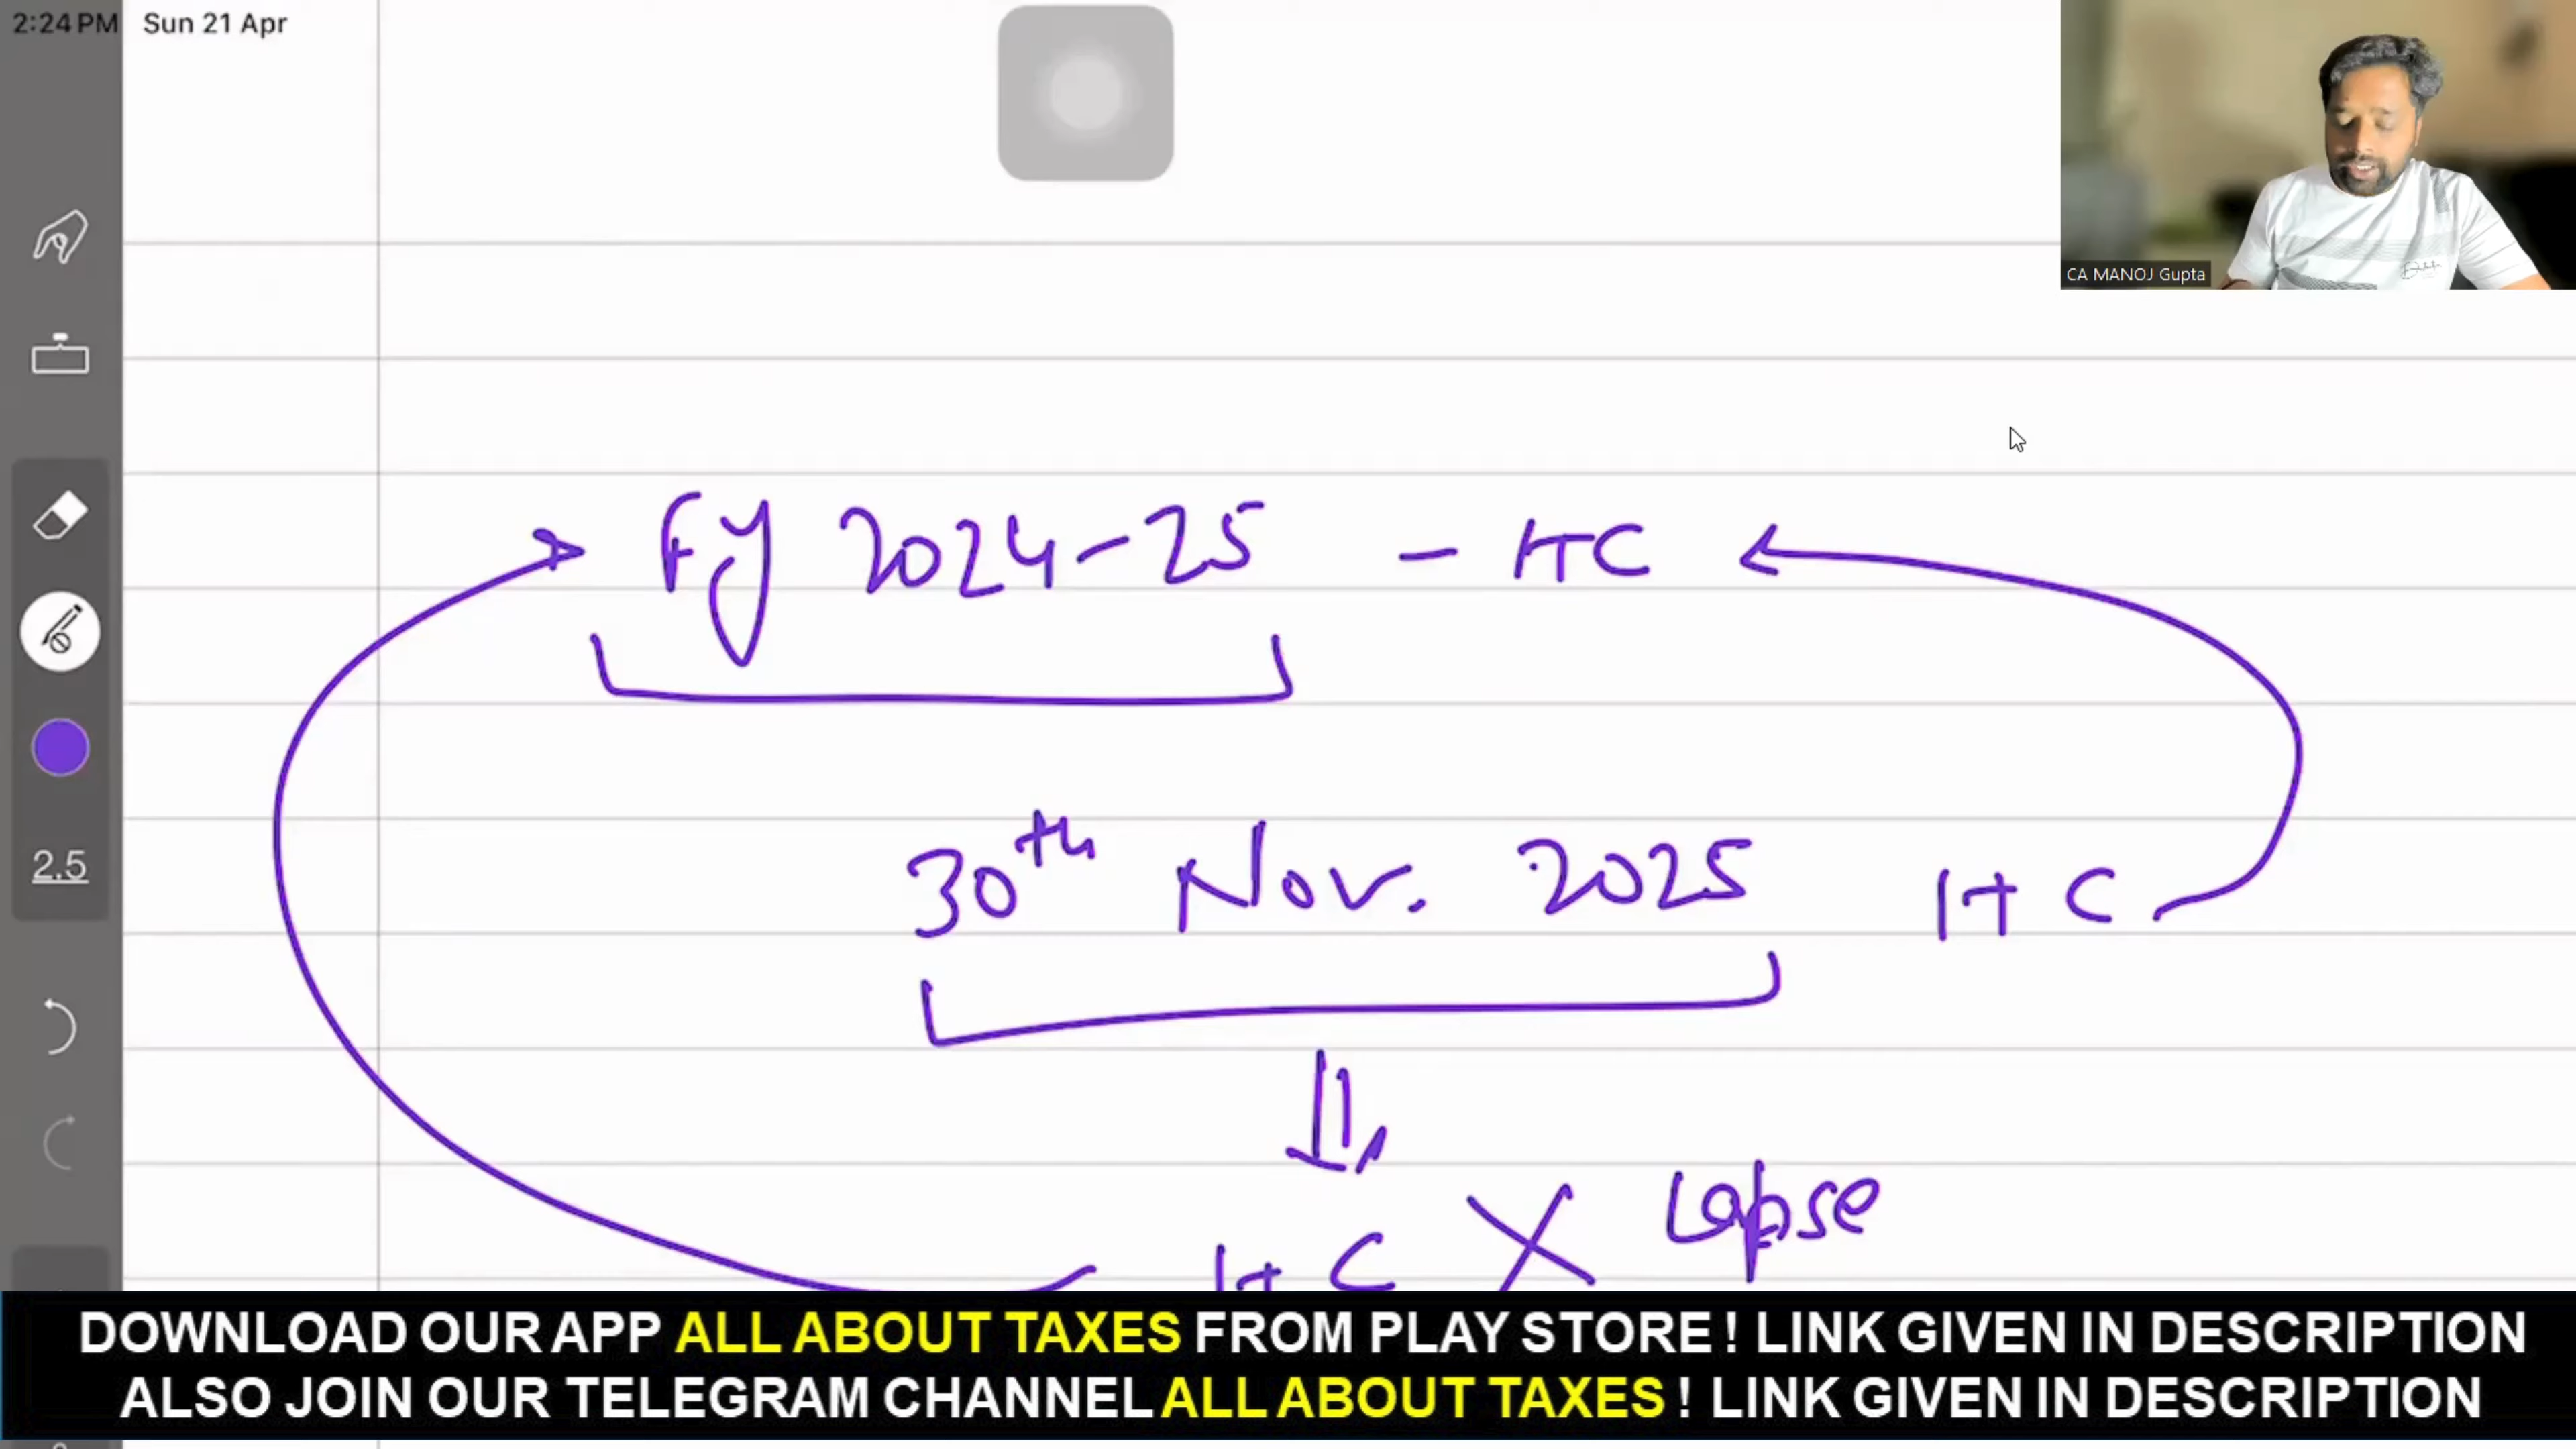 2:24 PM Sun 21 Apr
CA MANOJ Gupta
Fy 2024-25 - ITC
30th Nov. 2025 ITC
ITC X Lapse
2.5
DOWNLOAD OUR APP ALL ABOUT TAXES FROM PLAY STORE ! LINK GIVEN IN DESCRIPTION
ALSO JOIN OUR TELEGRAM CHANNEL ALL ABOUT TAXES ! LINK GIVEN IN DESCRIPTION